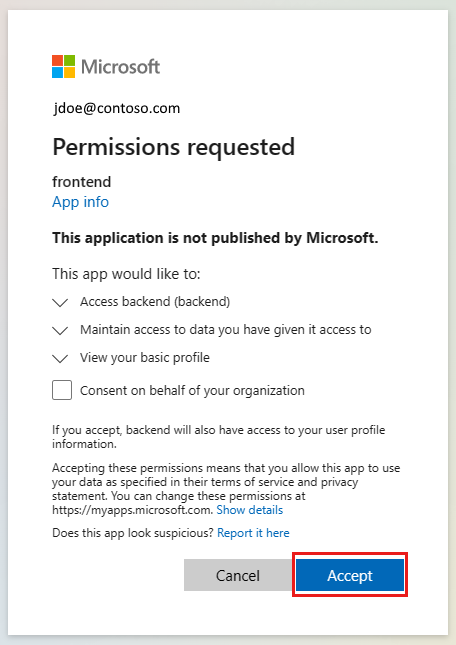 Microsoft
jdoe@contoso.com
Permissions requested
frontend
App info
This application is not published by Microsoft.
This app would like to:
Access backend (backend)
Maintain access to data you have given it access to
View your basic profile
Consent on behalf of your organization
If you accept, backend will also have access to your user profile
information.
Accepting these permissions means that you allow this app to use
your data as specified in their terms of service and privacy
statement. You can change these permissions at
https://myapps.microsoft.com. Show details
Does this app look suspicious? Report it here
Cancel Accept